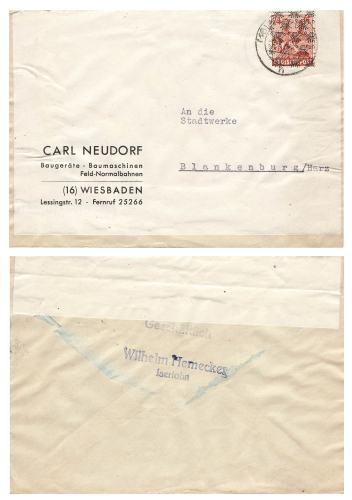 An die
Stadtwerke
Blankenburg/Harz
CARL NEUDORF
Baugeräte - Baumaschinen
Feld-Normalbahnen
(16) WIESBADEN
Lessingstr. 12 - Fernruf 25266
Wilhelm Hemecker
Iserlohn